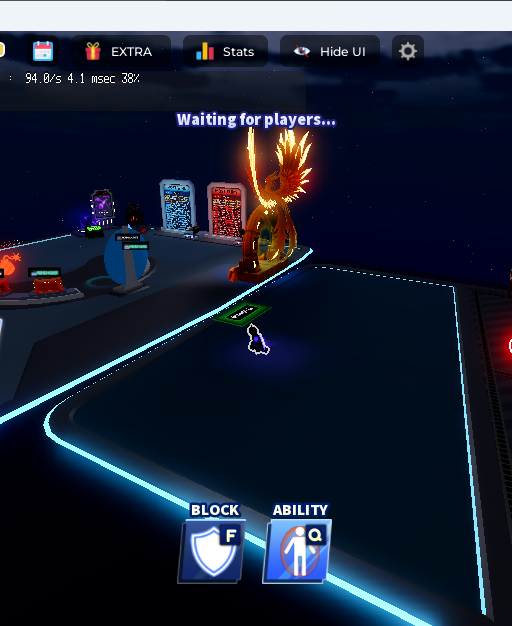 EXTRA
Stats
Hide UI
: 94.0/s 4.1 msec 38%
Waiting for players...
BLOCK
ABILITY
F
Q